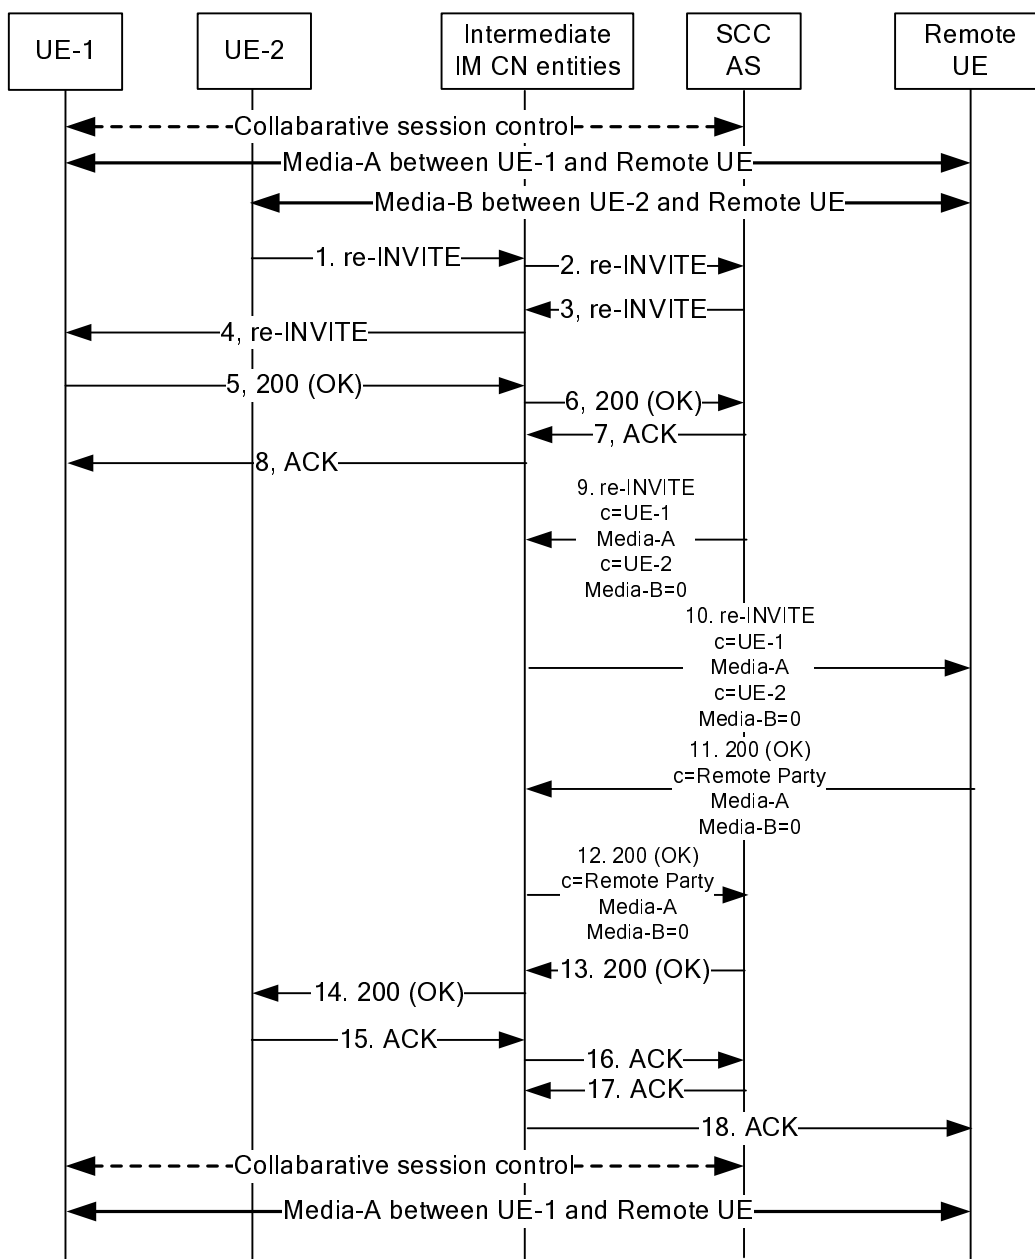 UE-1
UE-2
Intermediate
IM CN entities
SCC
AS
Remote
UE
Collabarative session control
Media-A between UE-1 and Remote UE
Media-B between UE-2 and Remote UE
1. re-INVITE
2. re-INVITE
3, re-INVITE
4, re-INVITE
5, 200 (OK)
6, 200 (OK)
7, ACK
8, ACK
9. re-INVITE
c=UE-1
Media-A
c=UE-2
Media-B=0
10. re-INVITE
c=UE-1
Media-A
c=UE-2
Media-B=0
11. 200 (OK)
c=Remote Party
Media-A
Media-B=0
12. 200 (OK)
c=Remote Party
Media-A
Media-B=0
13. 200 (OK)
14. 200 (OK)
15. ACK
16. ACK
17. ACK
18. ACK
Collabarative session control
Media-A between UE-1 and Remote UE